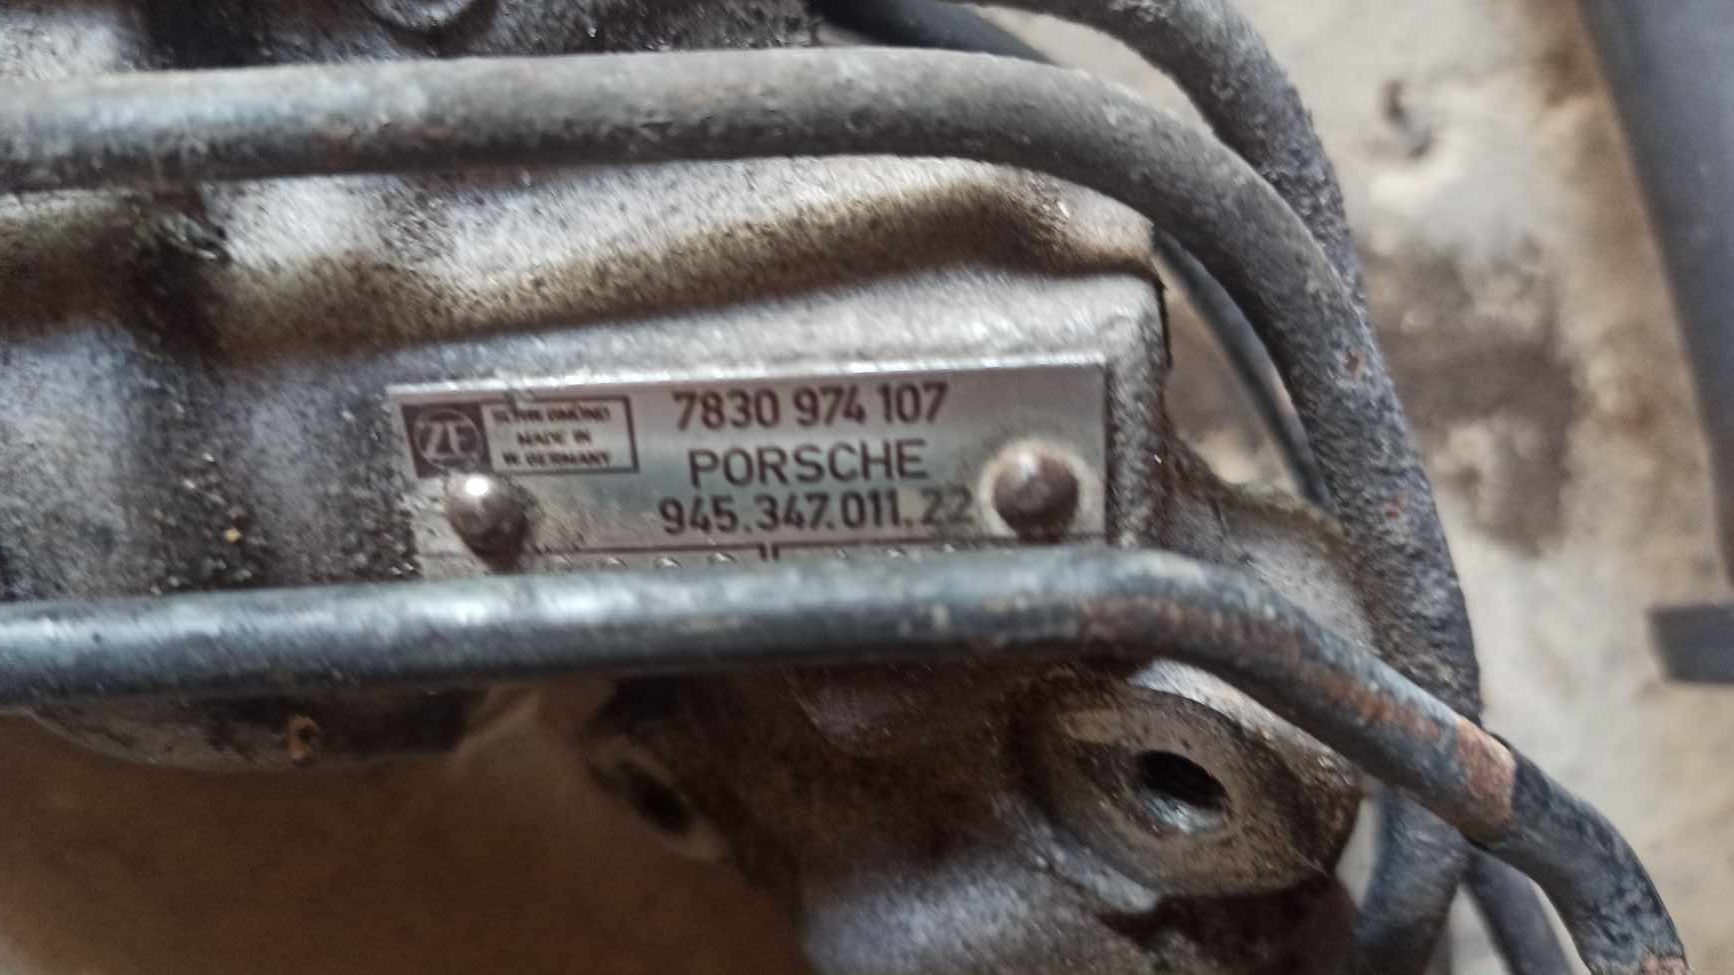 7830 974 107
ZF
MADE IN
W. GERMANY
PORSCHE
945.347.011.22